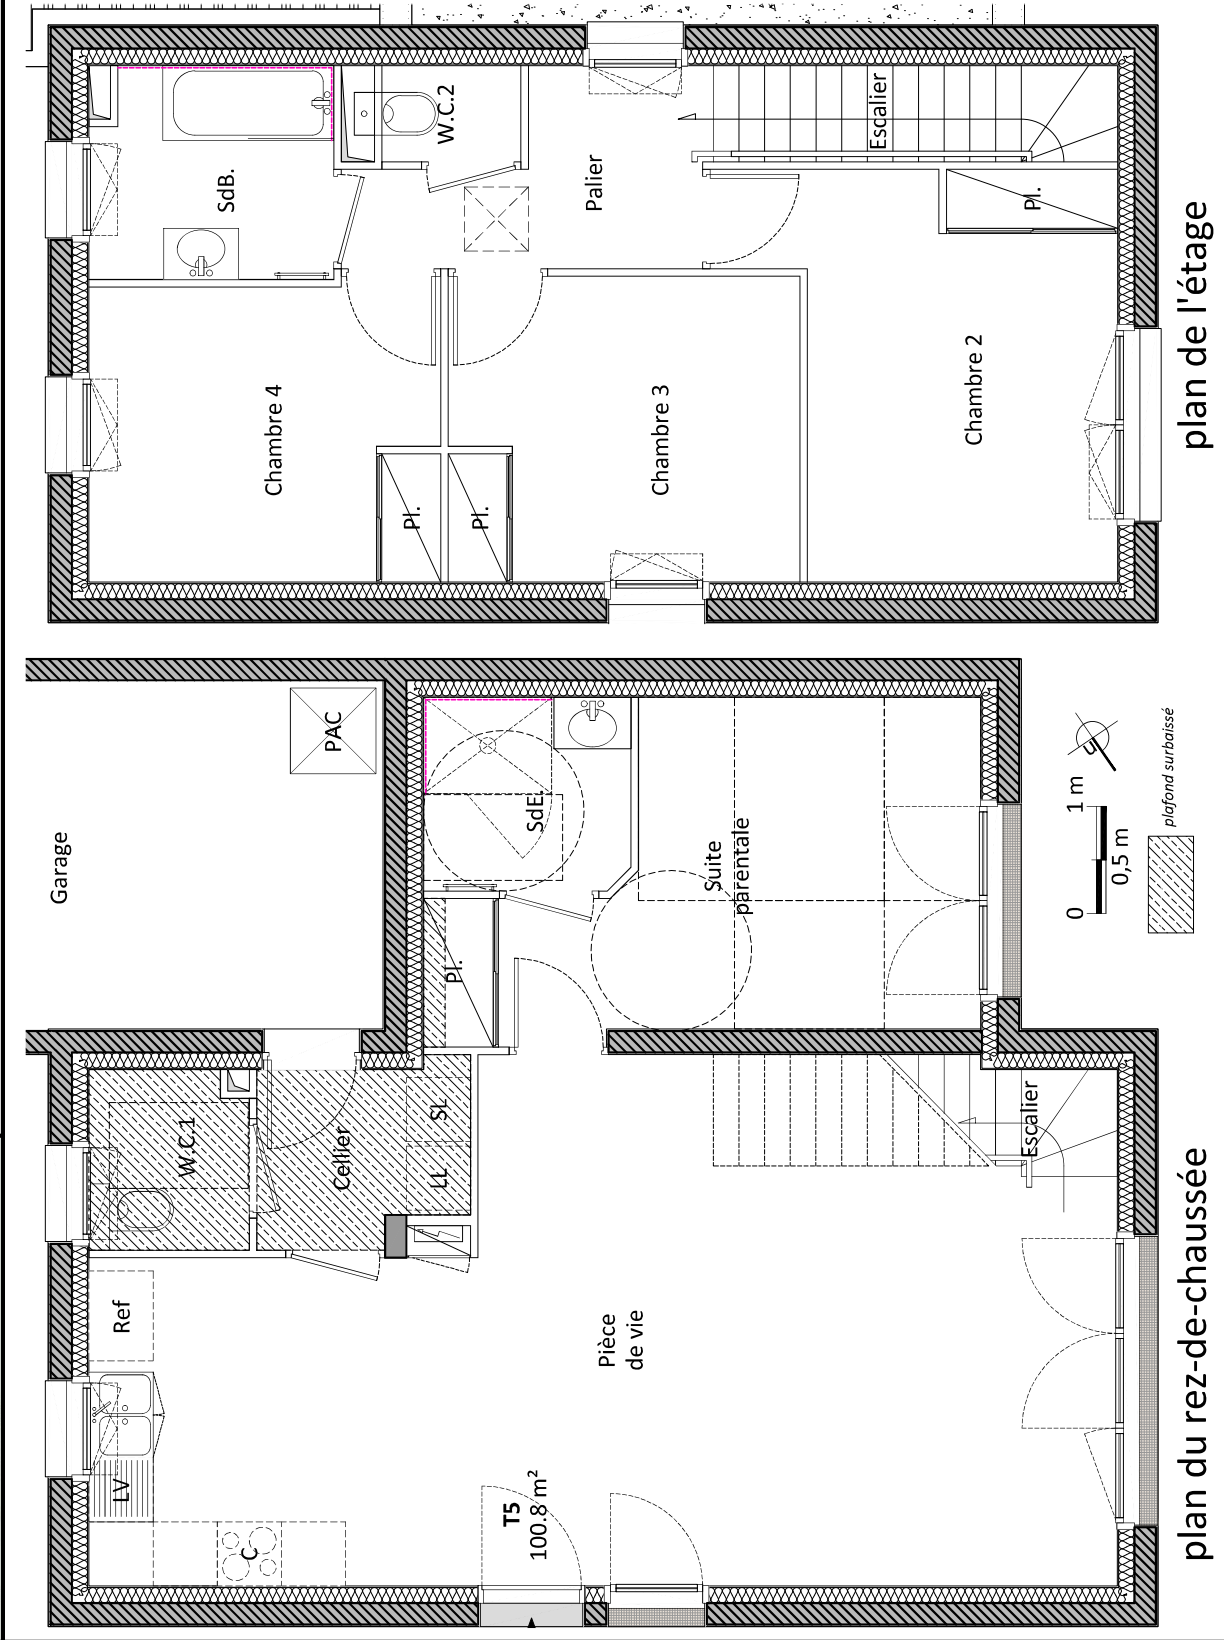 Garage
PAC
W.C.1
Cellier
SL
LL
Pl.
SdE.
Suite
parentale
Escalier
Ref
LV
C
Pièce
de vie
T5
100.8 m²
plan du rez-de-chaussée
SdB.
W.C.2
Palier
Escalier
Pl.
Chambre 4
Pl.
Pl.
Chambre 3
Chambre 2
plan de l'étage
0
0,5 m
1 m
plafond surbaissé